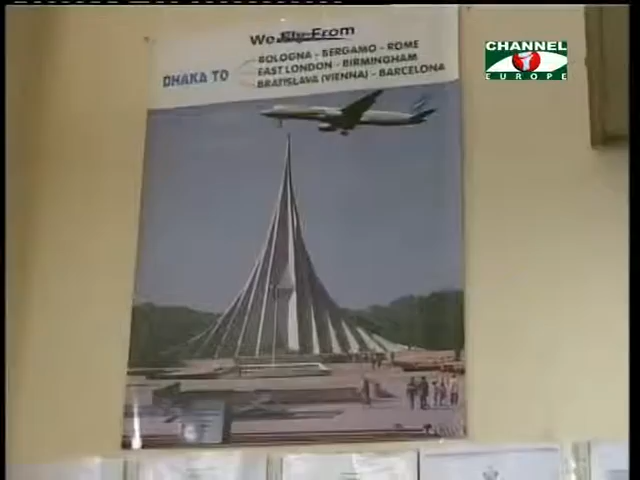 We Fly From
BOLOGNA - BERGAMO - ROME
DHAKA TO
EAST LONDON - BIRMINGHAM
BRATISLAVA (VIENNA) - BARCELONA
CHANNEL
i
EUROPE